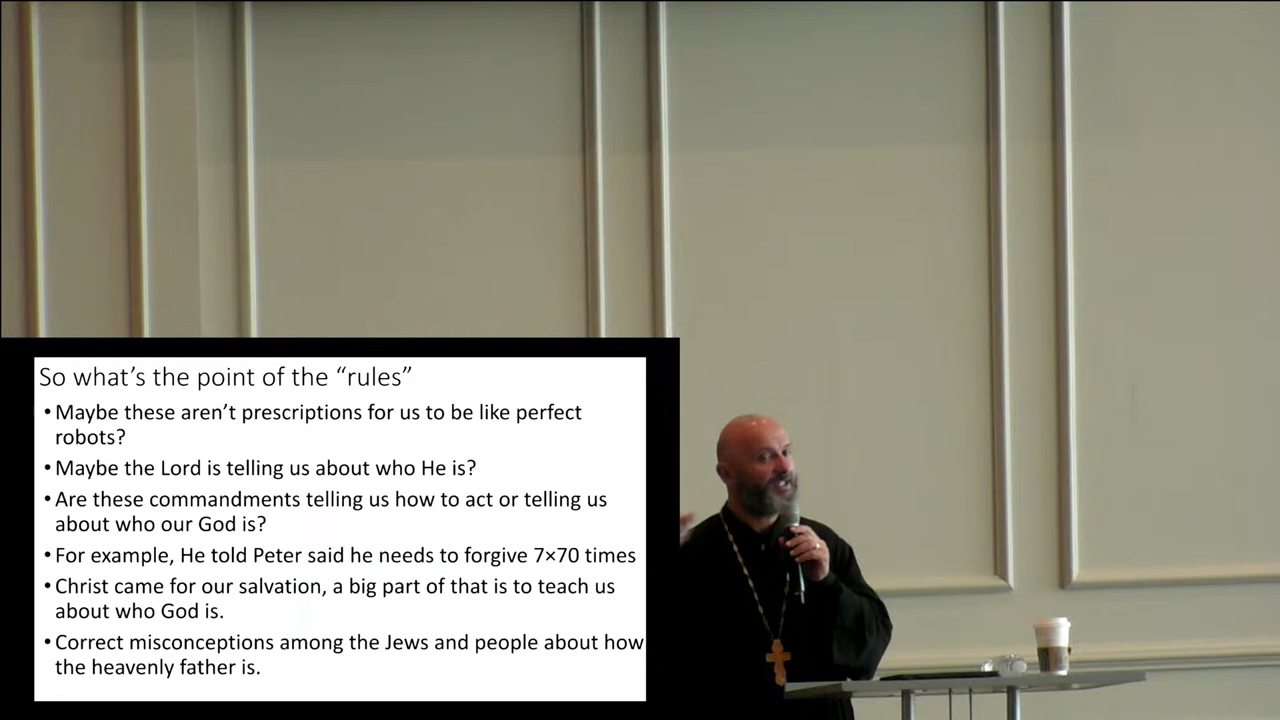 So what’s the point of the “rules”
• Maybe these aren’t prescriptions for us to be like perfect
robots?
• Maybe the Lord is telling us about who He is?
• Are these commandments telling us how to act or telling us
about who our God is?
• For example, He told Peter said he needs to forgive 7×70 times
• Christ came for our salvation, a big part of that is to teach us
about who God is.
• Correct misconceptions among the Jews and people about how
the heavenly father is.